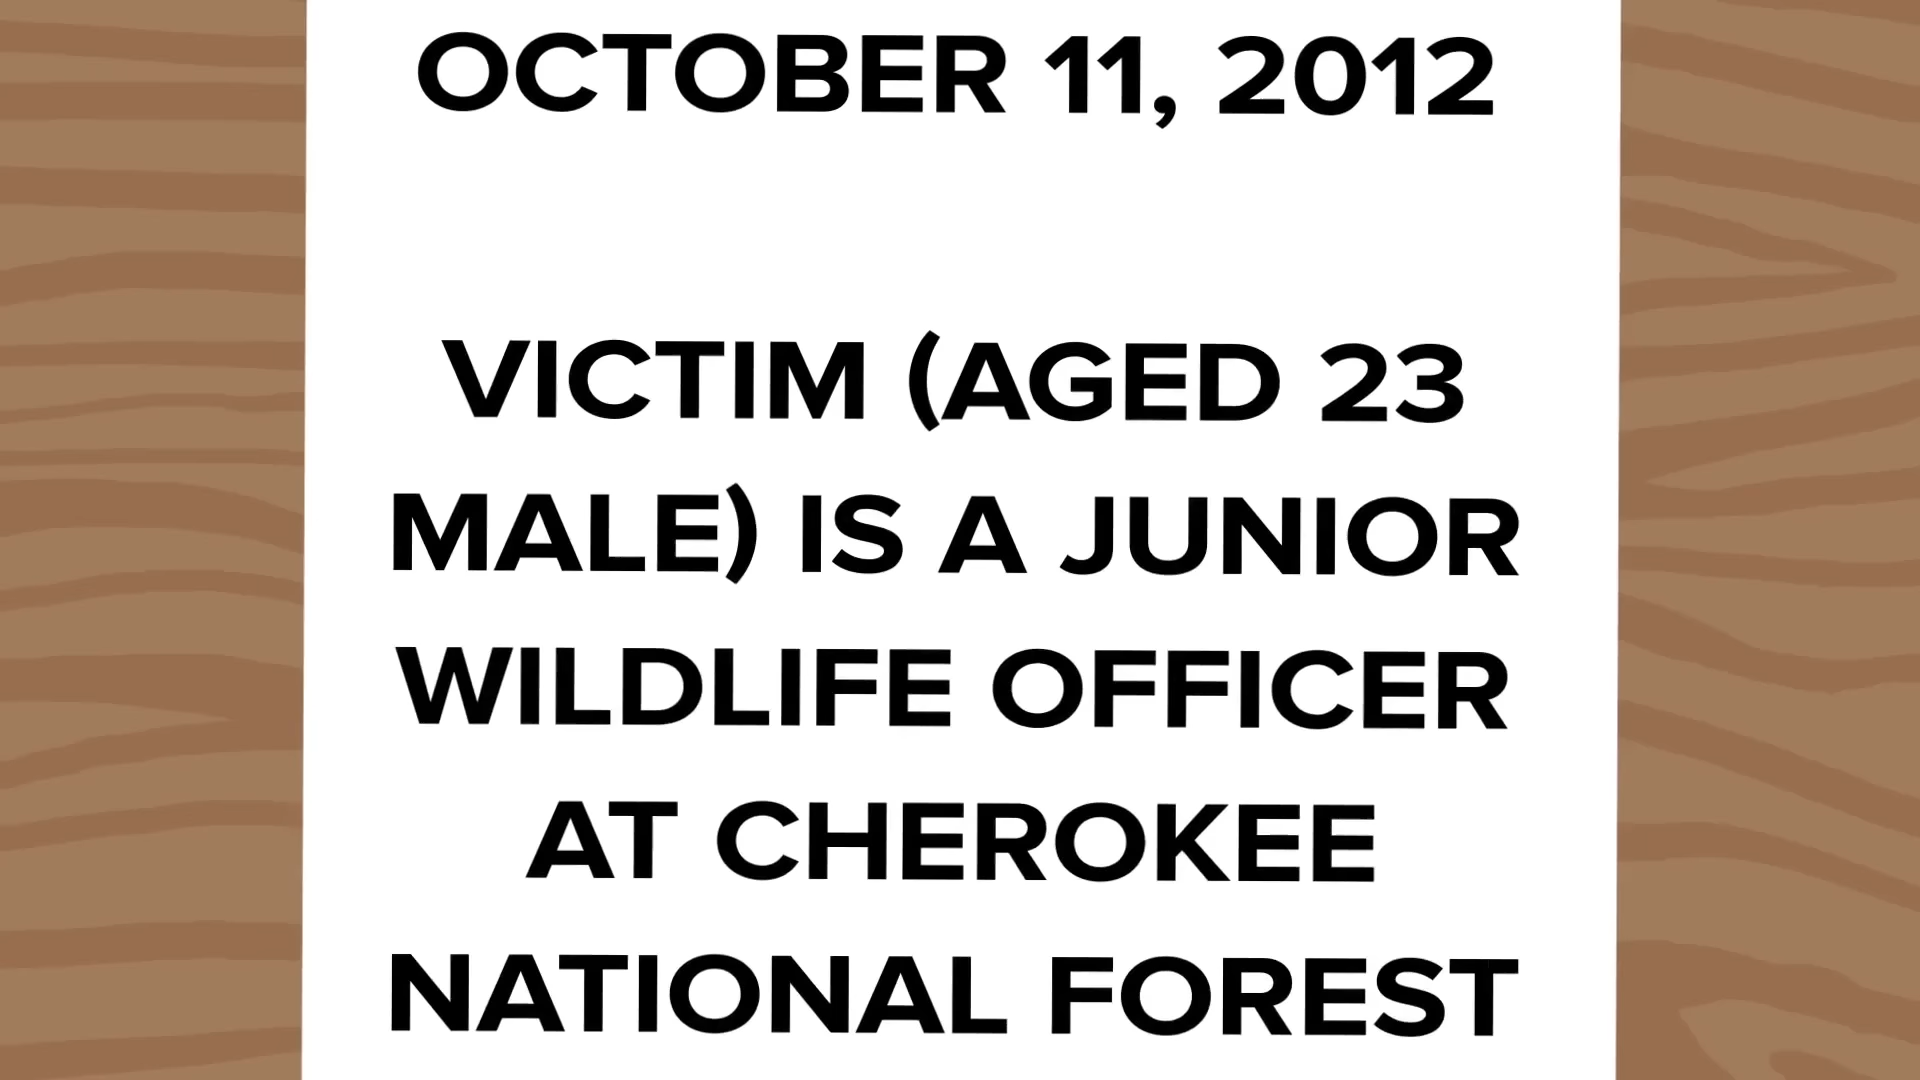 OCTOBER 11, 2012
VICTIM (AGED 23
MALE) IS A JUNIOR
WILDLIFE OFFICER
AT CHEROKEE
NATIONAL FOREST